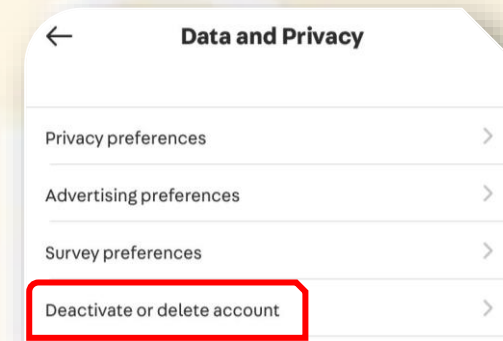 Data and Privacy
Privacy preferences
Advertising preferences
Survey preferences
Deactivate or delete account